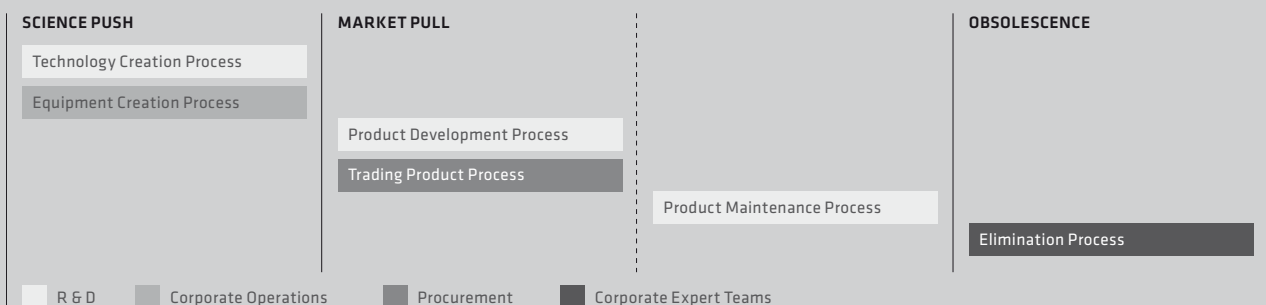 SCIENCE PUSH
Technology Creation Process
Equipment Creation Process
MARKET PULL
Product Development Process
Trading Product Process
Product Maintenance Process
OBSOLESCENCE
Elimination Process
R & D
Corporate Operations
Procurement
Corporate Expert Teams